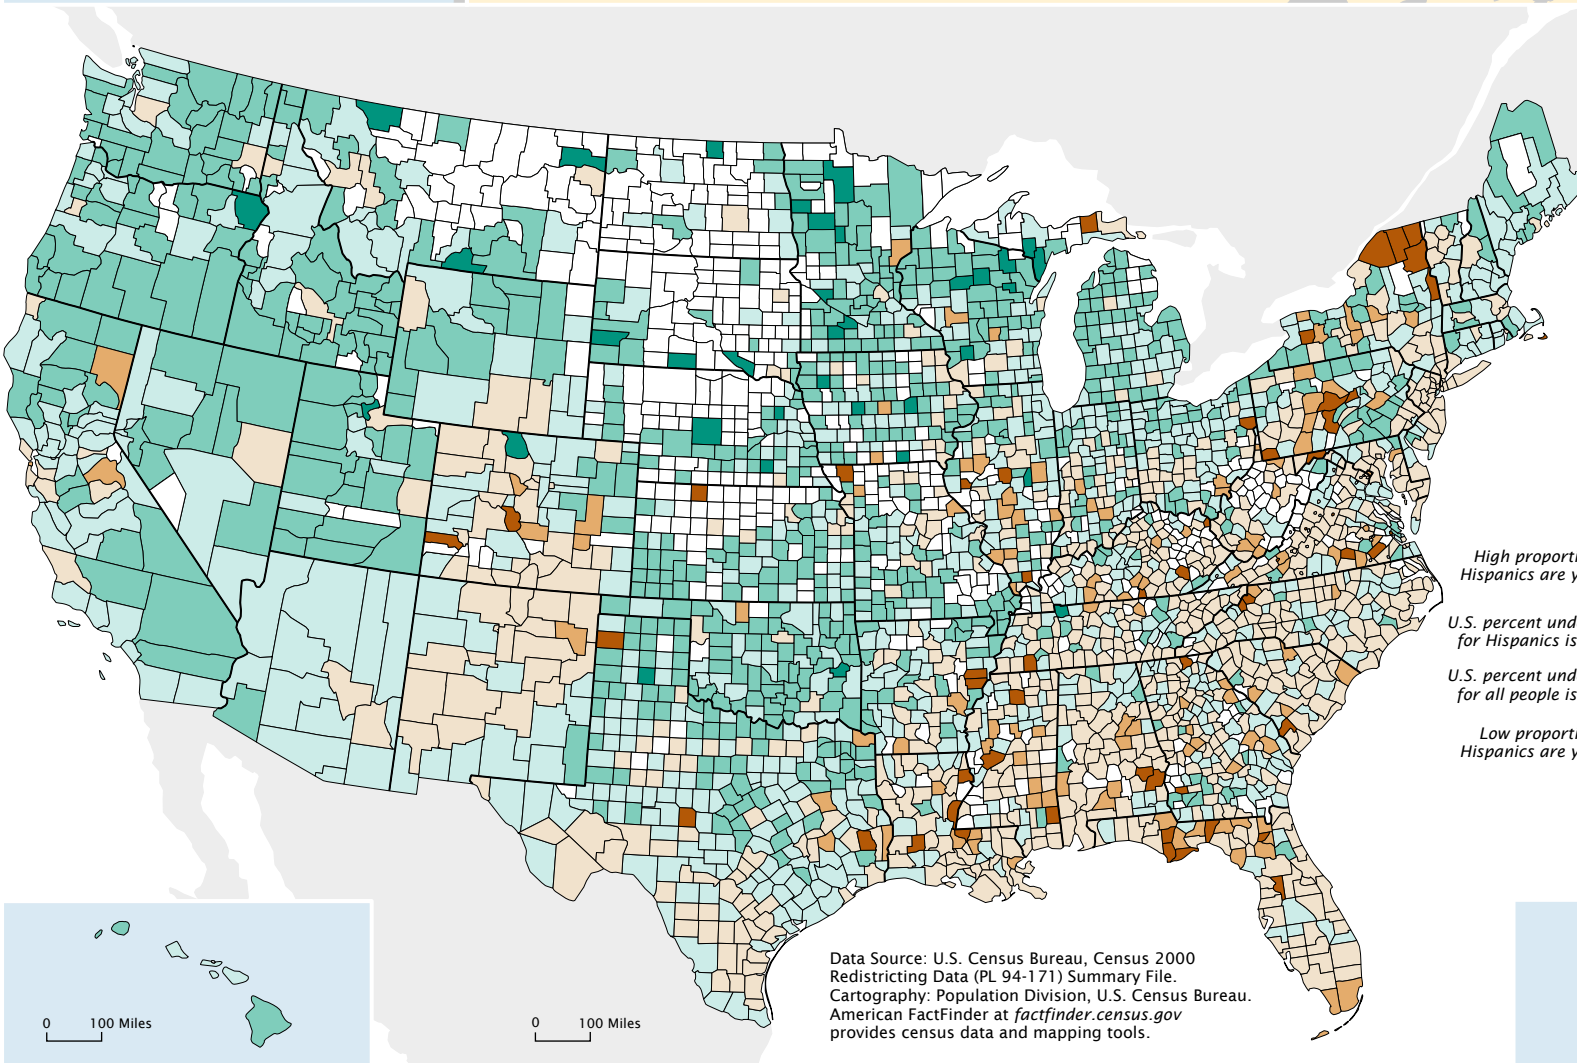 High proporti
Hispanics are y
U.S. percent und
for Hispanics is
U.S. percent und
for all people is
Low proporti
Hispanics are y
Data Source: U.S. Census Bureau, Census 2000
Redistricting Data (PL 94-171) Summary File.
Cartography: Population Division, U.S. Census Bureau.
American FactFinder at factfinder.census.gov
provides census data and mapping tools.
0 100 Miles
0 100 Miles